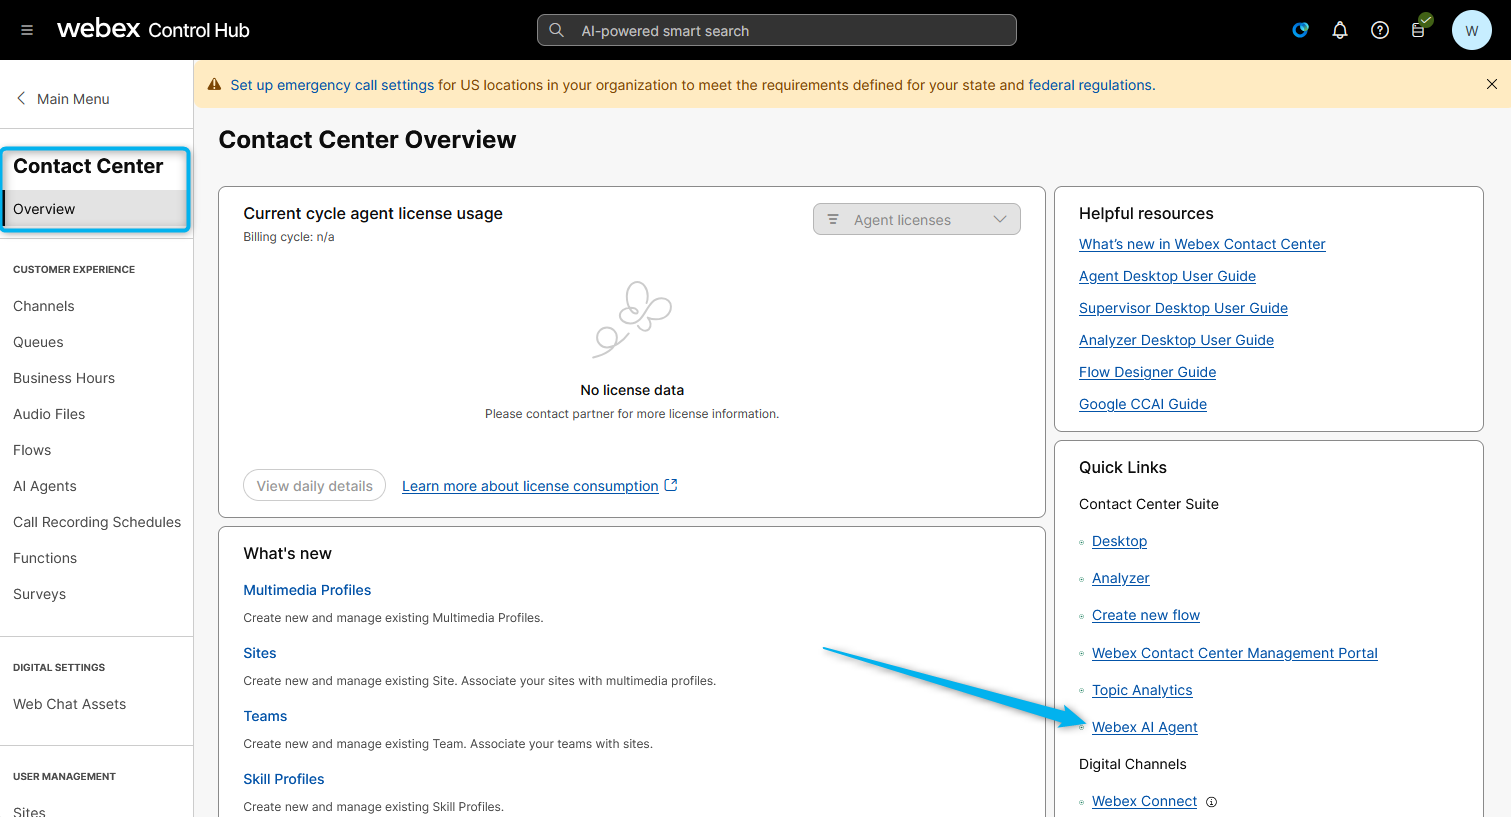 webex Control Hub
AI-powered smart search
W
Main Menu
Contact Center
Overview
CUSTOMER EXPERIENCE
Channels
Queues
Business Hours
Audio Files
Flows
AI Agents
Call Recording Schedules
Functions
Surveys
DIGITAL SETTINGS
Web Chat Assets
USER MANAGEMENT
Sites
Set up emergency call settings for US locations in your organization to meet the requirements defined for your state and federal regulations.
Contact Center Overview
Current cycle agent license usage
Billing cycle: n/a
Agent licenses
No license data
Please contact partner for more license information.
View daily details
Learn more about license consumption
What's new
Multimedia Profiles
Create new and manage existing Multimedia Profiles.
Sites
Create new and manage existing Site. Associate your sites with multimedia profiles.
Teams
Create new and manage existing Team. Associate your teams with sites.
Skill Profiles
Create new and manage existing Skill Profiles.
Helpful resources
What's new in Webex Contact Center
Agent Desktop User Guide
Supervisor Desktop User Guide
Analyzer Desktop User Guide
Flow Designer Guide
Google CCAI Guide
Quick Links
Contact Center Suite
Desktop
Analyzer
Create new flow
Webex Contact Center Management Portal
Topic Analytics
Webex AI Agent
Digital Channels
Webex Connect